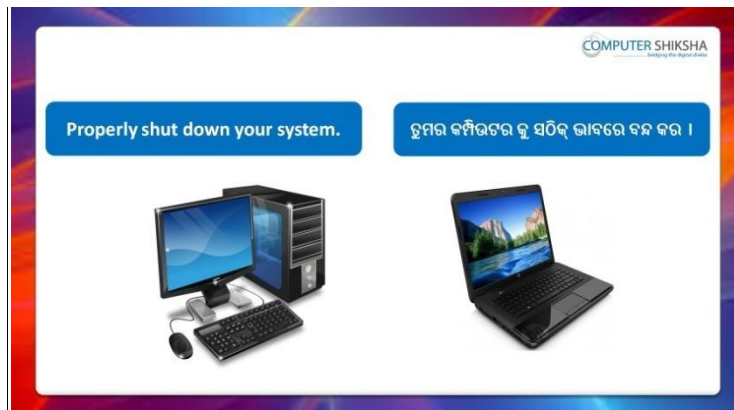 COMPUTER SHIKSHA
bridging the digital divide
Properly shut down your system.
ତୁମର କମ୍ପିଉଟର କୁ ସଠିକ୍ ଭାବରେ ବନ୍ଦ କର ।